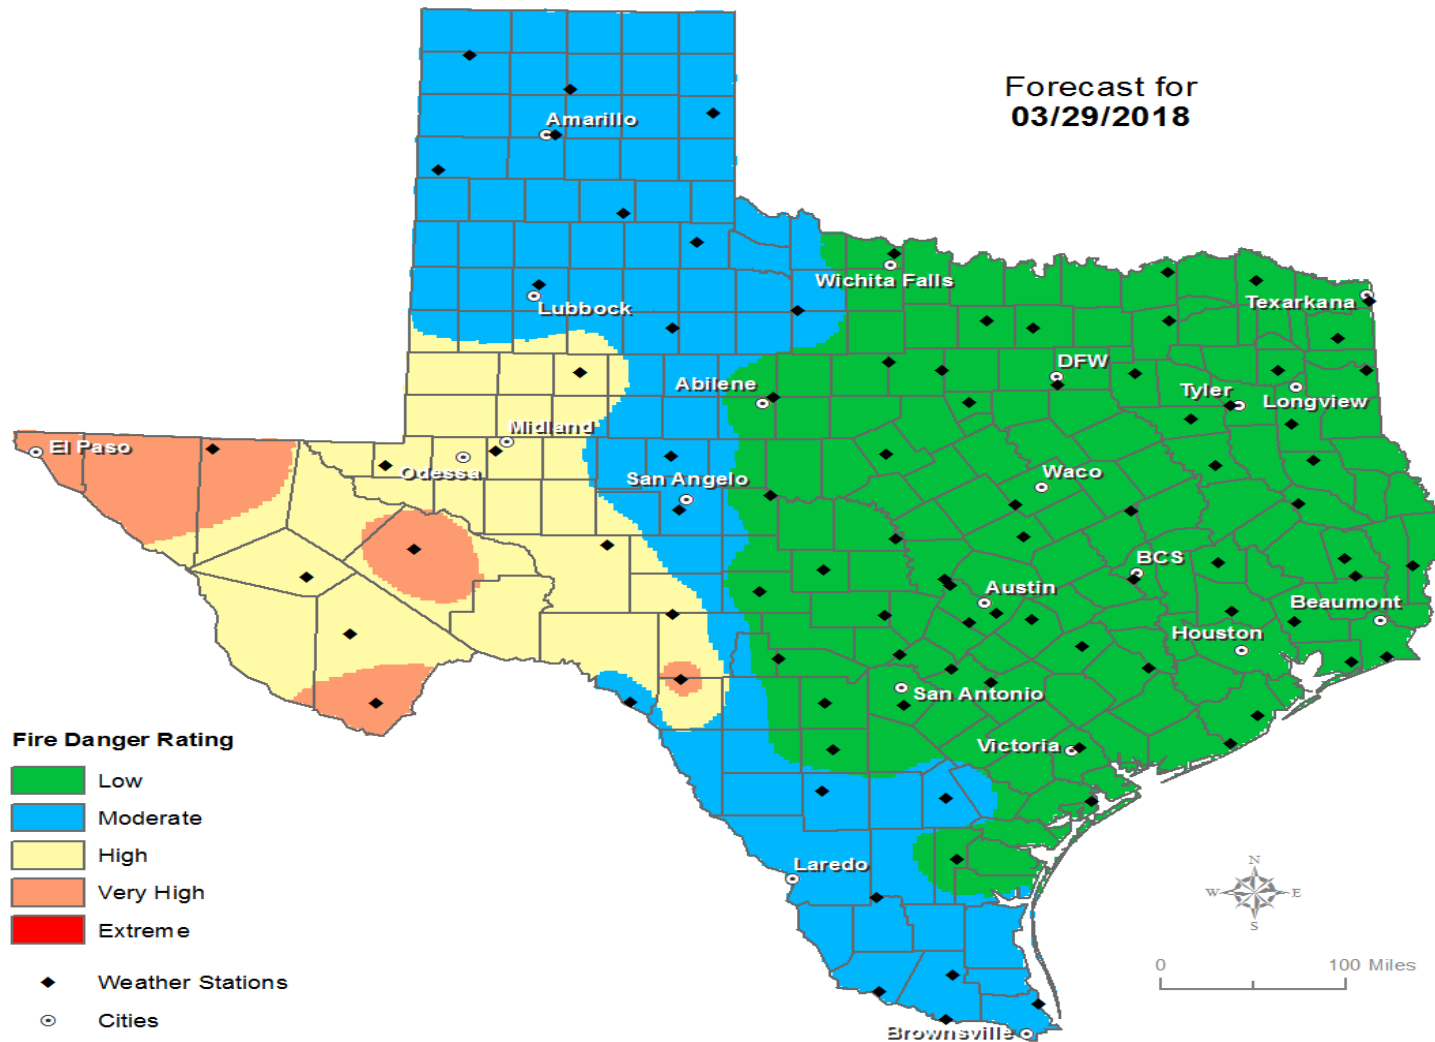 Forecast for
03/29/2018
Amarillo
Wichita Falls
Lubbock
Texarkana
DFW
Abilene
Tyler
Longview
Midland
El Paso
Odessa
San Angelo
Waco
BCS
Austin
Beaumont
Houston
San Antonio
Victoria
Laredo
Brownsville
Fire Danger Rating
Low
Moderate
High
Very High
Extreme
Weather Stations
Cities
N
W E
S
0 100 Miles